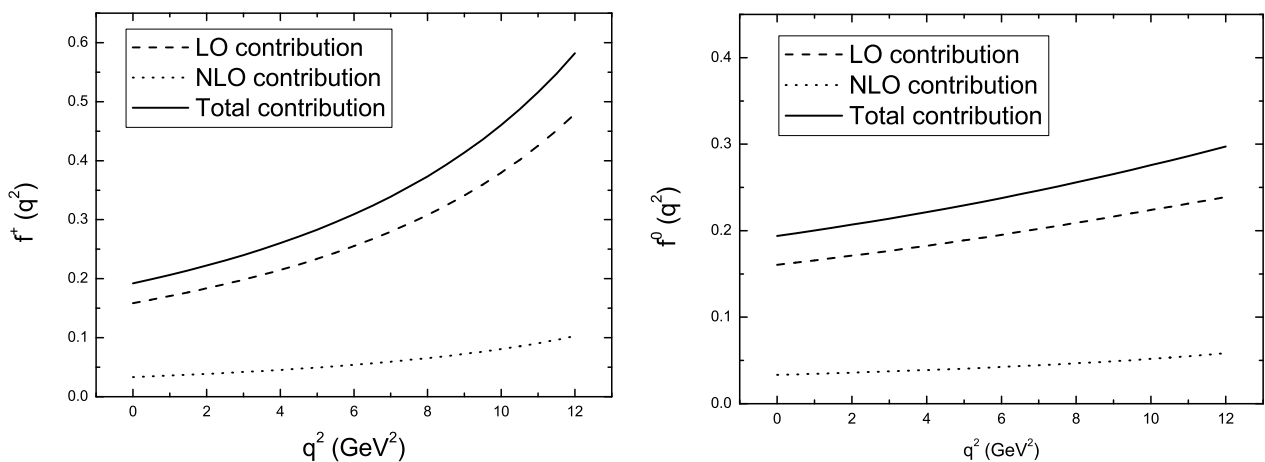 LO contribution
NLO contribution
Total contribution
0.6
0.5
0.4
0.3
0.2
0.1
0.0
f⁺ (q²)
0 2 4 6 8 10 12
q² (GeV²)
LO contribution
NLO contribution
Total contribution
0.4
0.3
0.2
0.1
0.0
f⁰ (q²)
0 2 4 6 8 10 12
q² (GeV²)